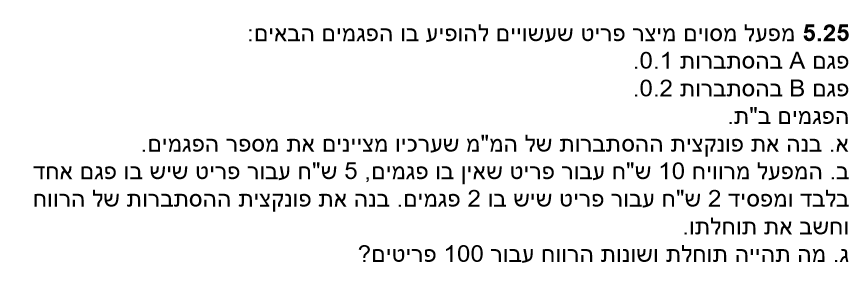 5.25 מפעל מסוים מיצר פריט שעשויים להופיע בו הפגמים הבאים:
פגם A בהסתברות 0.1.
פגם B בהסתברות 0.2.
הפגמים ב"ת.
א. בנה את פונקצית ההסתברות של המ"מ שערכיו מציינים את מספר הפגמים.
ב. המפעל מרוויח 10 ש"ח עבור פריט שאין בו פגמים, 5 ש"ח עבור פריט שיש בו פגם אחד
בלבד ומפסיד 2 ש"ח עבור פריט שיש בו 2 פגמים. בנה את פונקצית ההסתברות של הרווח
וחשב את תוחלתו.
ג. מה תהייה תוחלת ושונות הרווח עבור 100 פריטים?